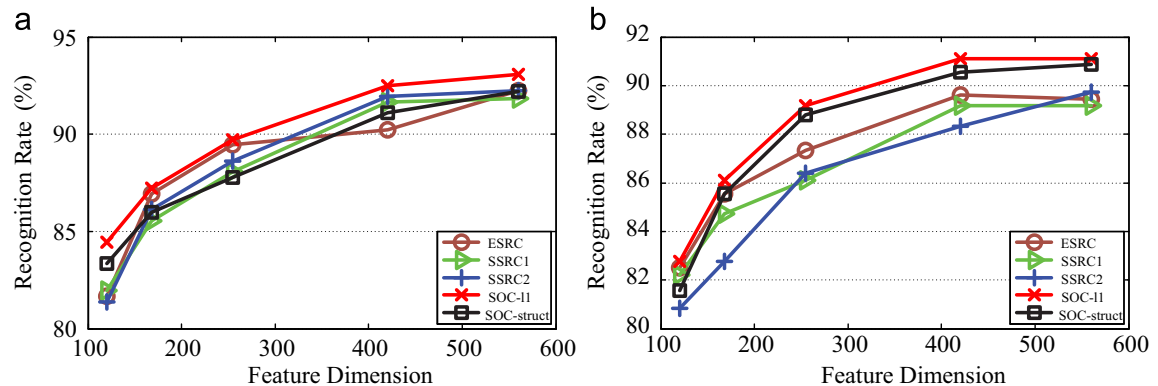 a
95
90
85
80
Recognition Rate (%)
100 200 300 400 500 600
Feature Dimension
ESRC
SSRC1
SSRC2
SOC-l1
SOC-struct
b
92
90
88
86
84
82
80
Recognition Rate (%)
100 200 300 400 500 600
Feature Dimension
ESRC
SSRC1
SSRC2
SOC-l1
SOC-struct